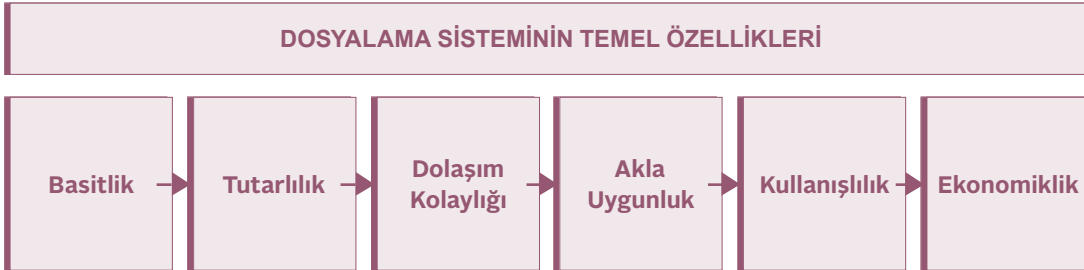 DOSYALAMA SİSTEMİNİN TEMEL ÖZELLİKLERİ
Basitlik
Tutarlılık
Dolaşım
Kolaylığı
Akla
Uygunluk
Kullanışlılık
Ekonomiklik